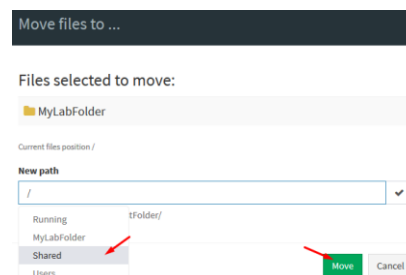 Move files to ...
Files selected to move:
MyLabFolder
Current files position /
New path
/
Running
tFolder/
MyLabFolder
Shared
Users
Move Cancel